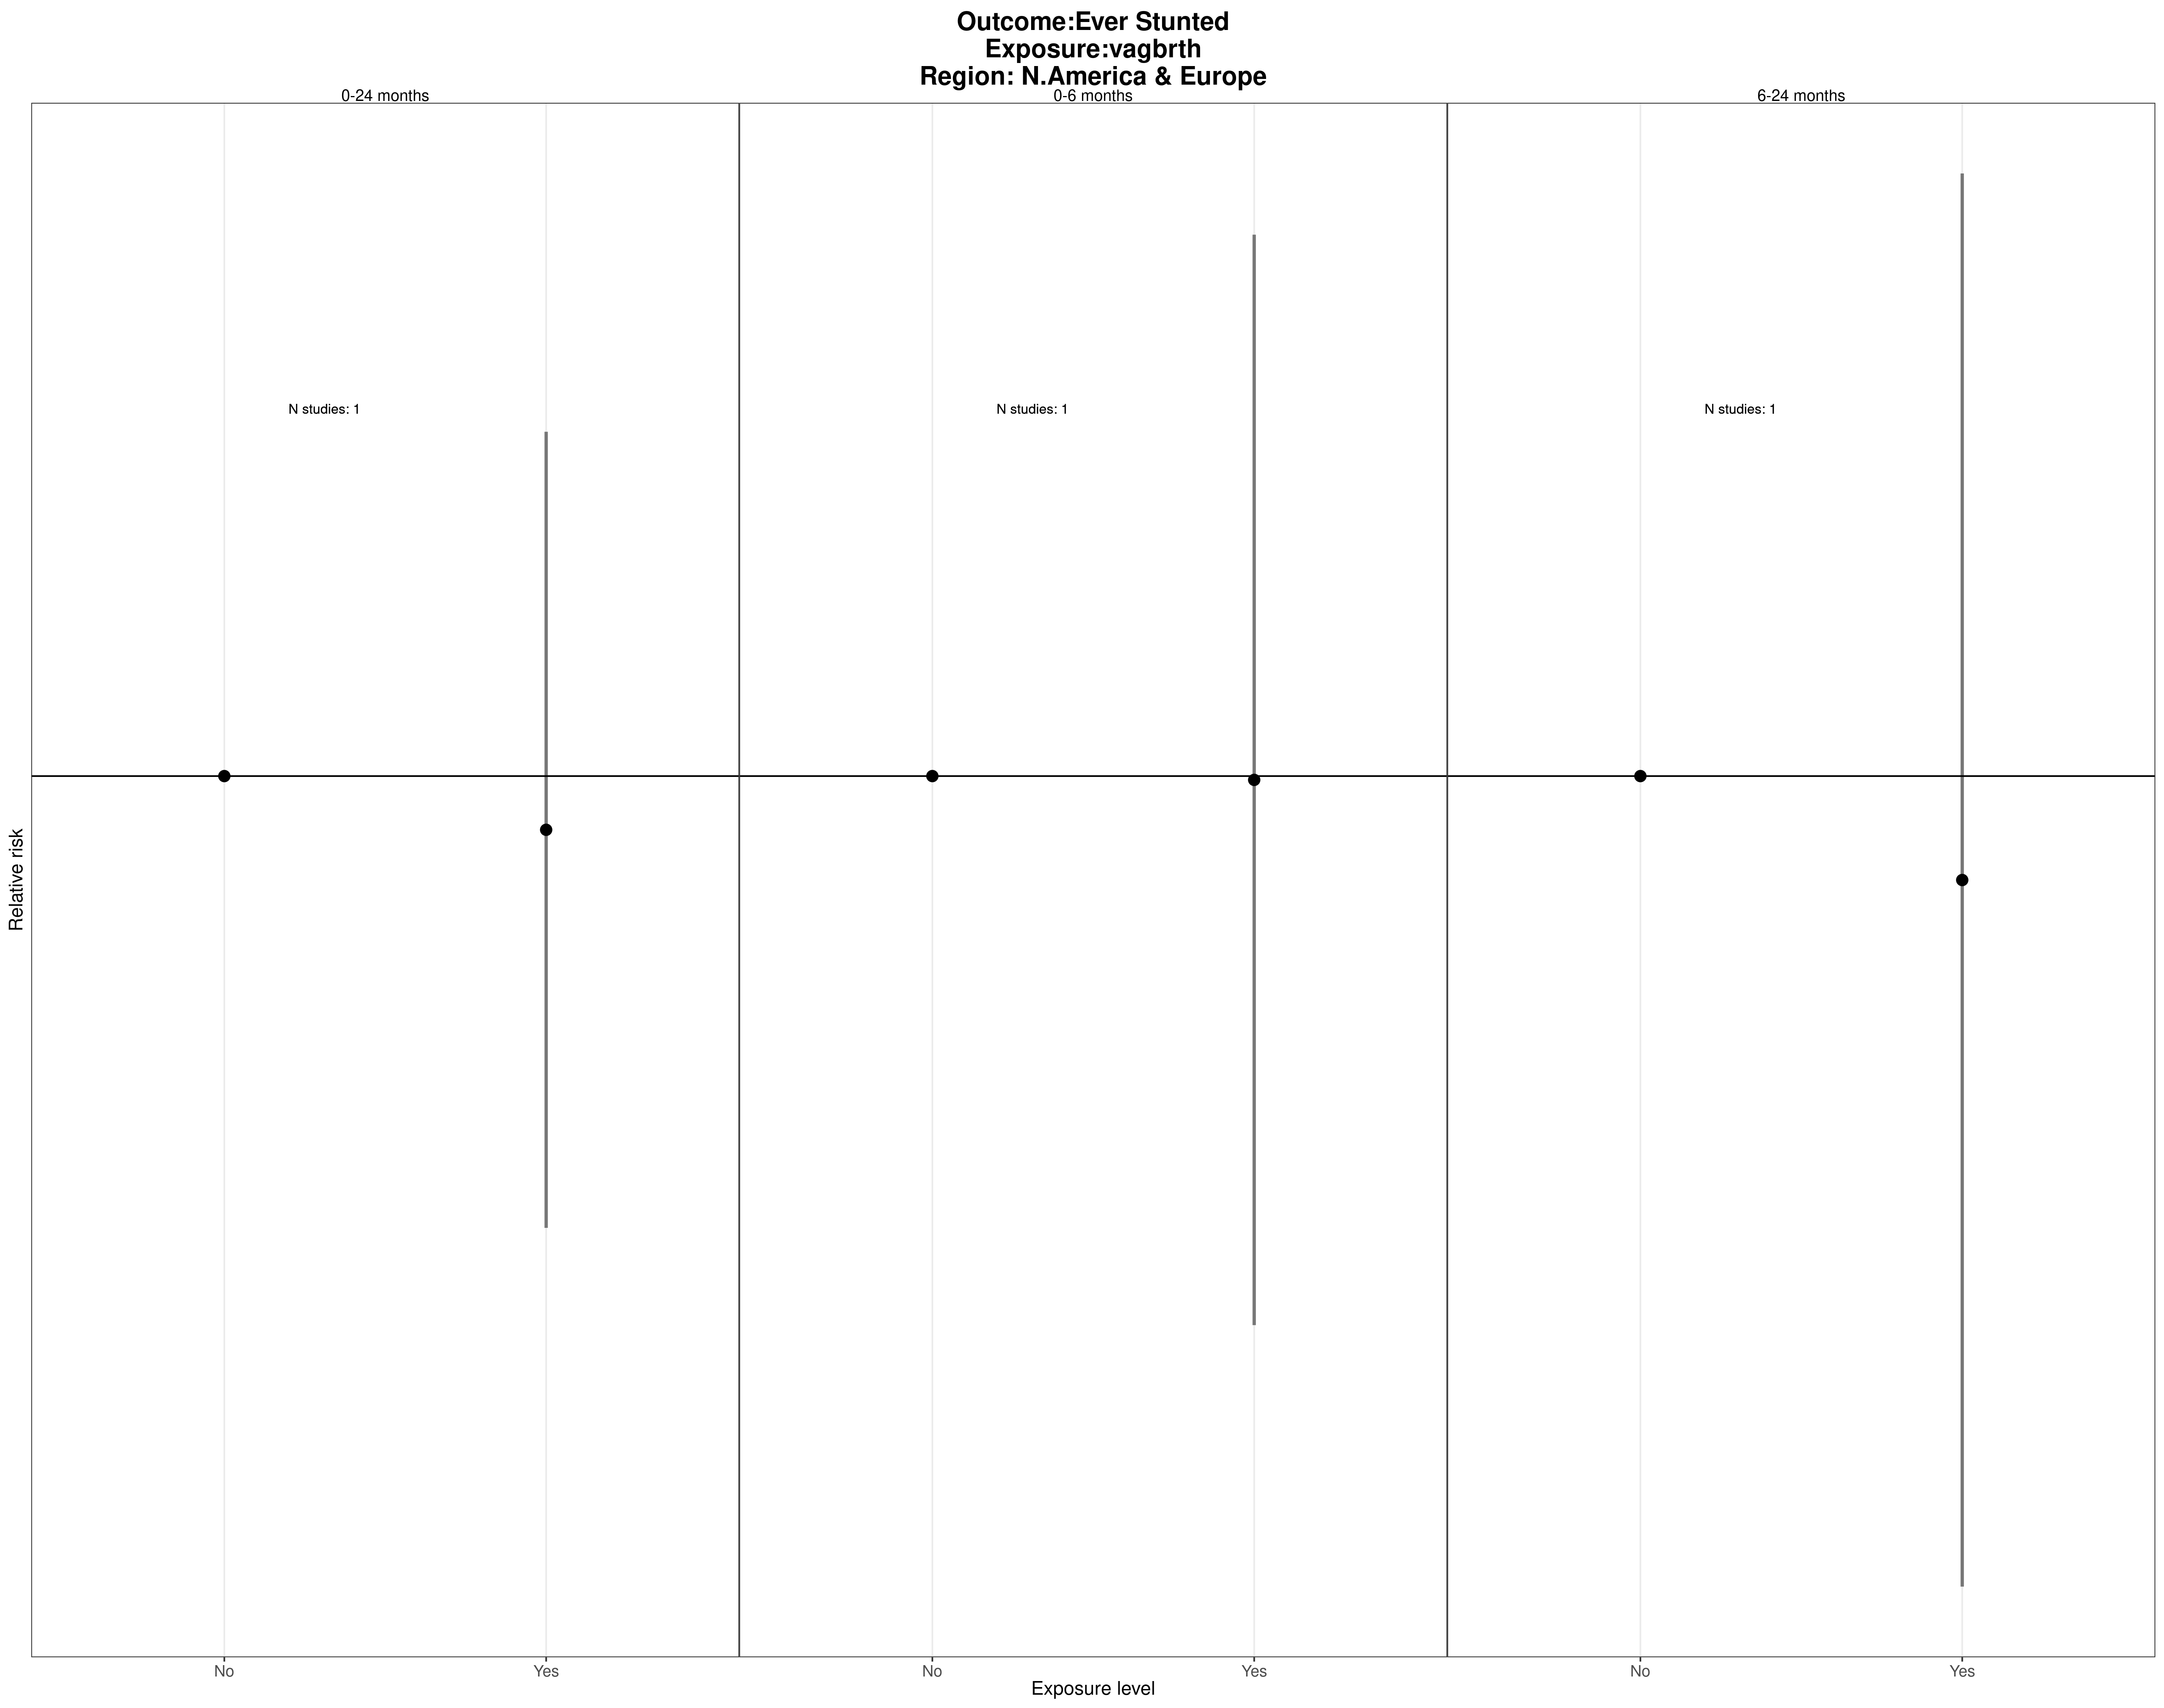 Outcome:Ever Stunted
Exposure:vagbrth
Region: N.America & Europe
0-24 months
0-6 months
6-24 months
N studies: 1
N studies: 1
N studies: 1
Relative risk
No
Yes
No
Yes
No
Yes
Exposure level